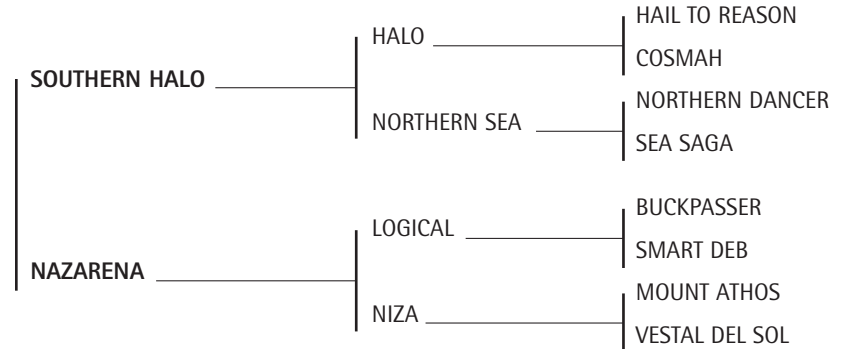 HAIL TO REASON
HALO
COSMAH
SOUTHERN HALO
NORTHERN DANCER
NORTHERN SEA
SEA SAGA
BUCKPASSER
LOGICAL
SMART DEB
NAZARENA
MOUNT ATHOS
NIZA
VESTAL DEL SOL